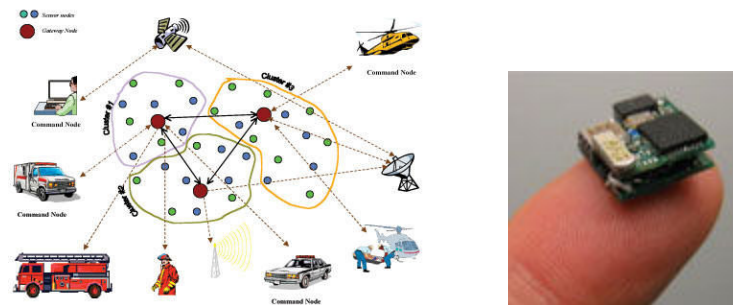 Sensor nodes
Gateway Node
Cluster #1
Cluster #3
Command Node
Command Node
Command Node
Cluster #2
Command Node